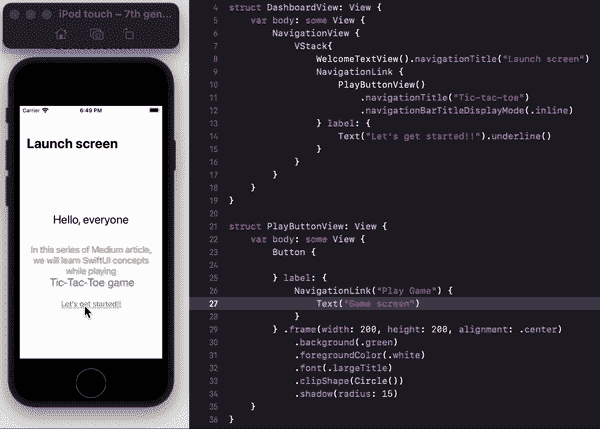 iPod touch – 7th gen...
Carrier
6:49 PM
Launch screen
Hello, everyone
In this series of Medium article,
we will learn SwiftUI concepts
while playing
Tic-Tac-Toe game
Let's get started!!
4 struct DashboardView: View {
5 var body: some View {
6 NavigationView {
7 VStack{
8 WelcomeTextView().navigationTitle("Launch screen")
9 NavigationLink {
10 PlayButtonView()
11 .navigationTitle("Tic-tac-toe")
12 .navigationBarTitleDisplayMode(.inline)
13 } label: {
14 Text("Let's get started!!").underline()
15 }
16 }
17 }
18 }
19 }
20
21 struct PlayButtonView: View {
22 var body: some View {
23 Button {
24
25 } label: {
26 NavigationLink("Play Game") {
27 Text("Game screen")
28 }
29 } .frame(width: 200, height: 200, alignment: .center)
30 .background(.green)
31 .foregroundColor(.white)
32 .font(.largeTitle)
33 .clipShape(Circle())
34 .shadow(radius: 15)
35 }
36 }